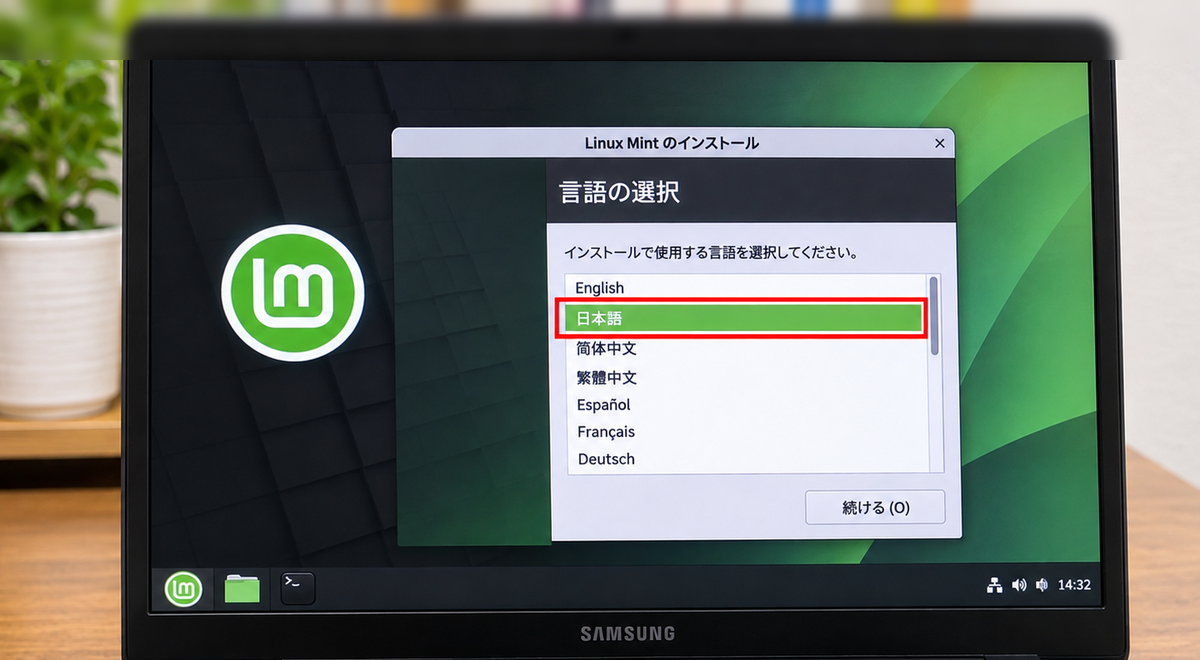 Linux Mint のインストール
言語の選択
インストールで使用する言語を選択してください。
English
日本語
简体中文
繁體中文
Español
Français
Deutsch
続ける (O)
14:32
SAMSUNG